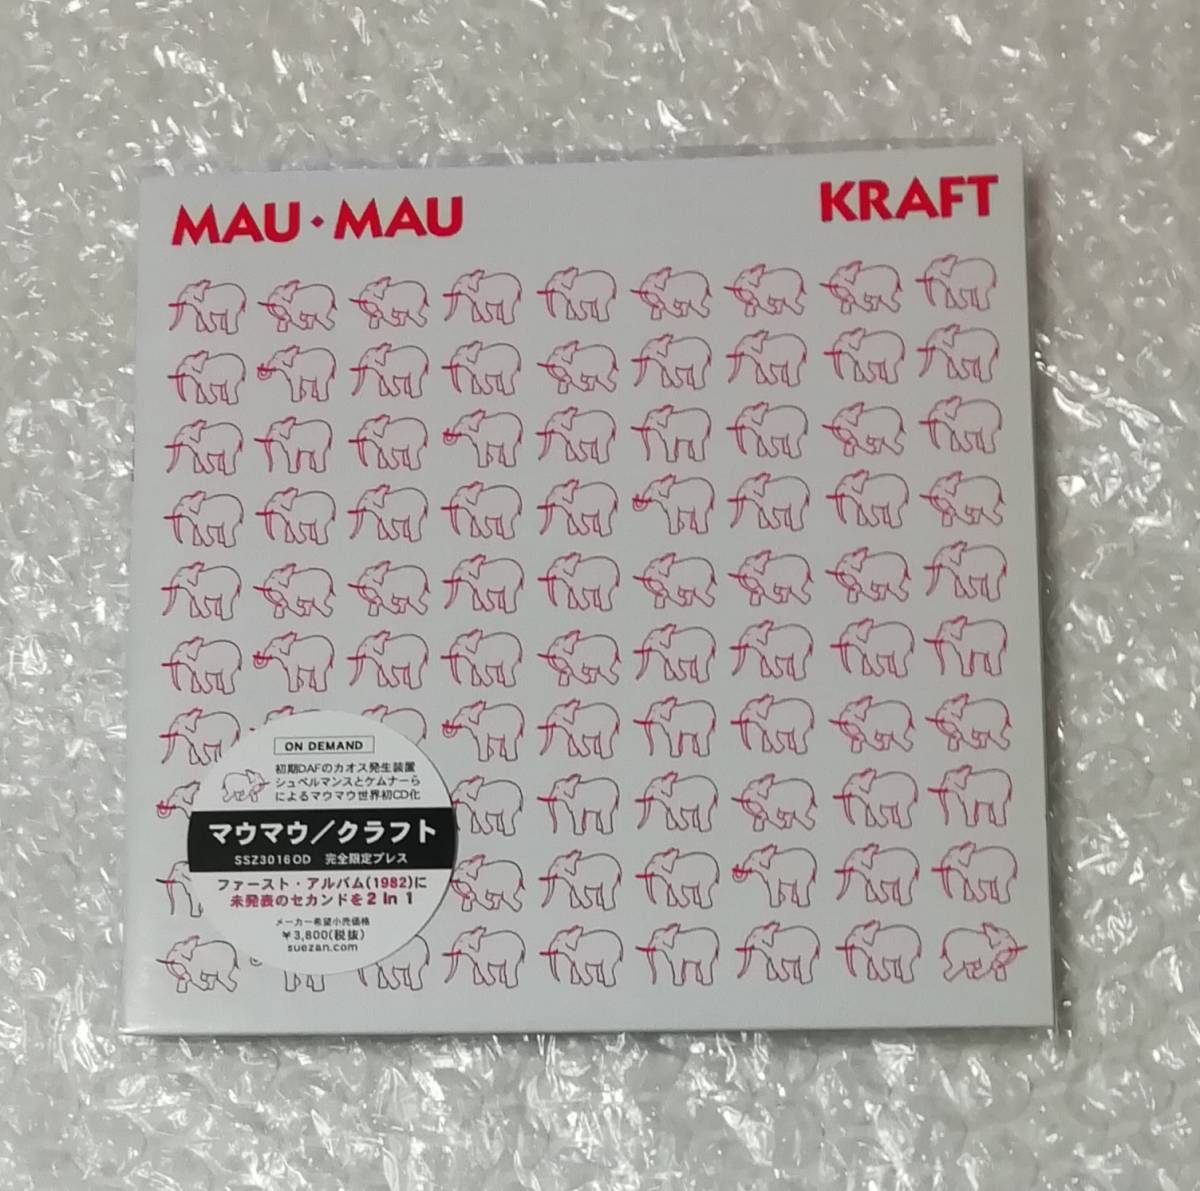 MAU・MAU KRAFT
ON DEMAND
初期DAFのカオス発生装置
シュペルマンスとケムナーら
によるマウマウ世界初CD化
マウマウ／クラフト
SSZ3016OD 完全限定プレス
ファースト・アルバム(1982)に
未発表のセカンドを2 In 1
メーカー希望小売価格
￥3,800(税抜)
suezan.com